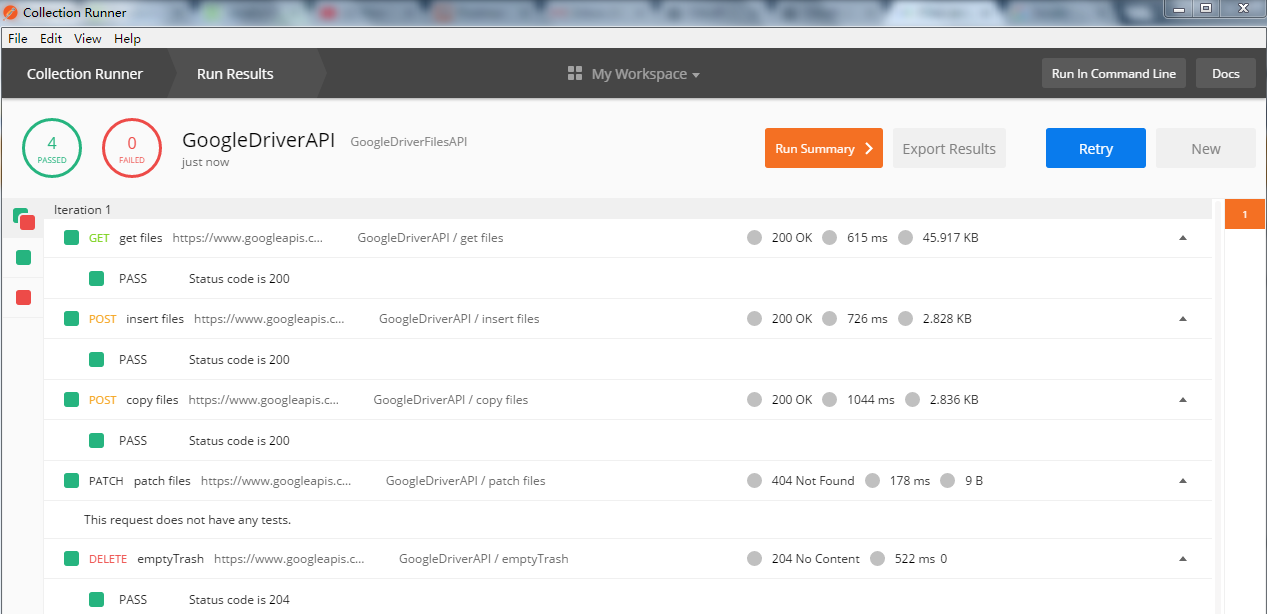 Collection Runner
File Edit View Help
Collection Runner Run Results My Workspace Run In Command Line Docs
4 PASSED 0 FAILED GoogleDriverAPI GoogleDriverFilesAPI Run Summary Export Results Retry New
just now
Iteration 1 1
GET get files https://www.googleapis.c... GoogleDriverAPI / get files 200 OK 615 ms 45.917 KB
PASS Status code is 200
POST insert files https://www.googleapis.c... GoogleDriverAPI / insert files 200 OK 726 ms 2.828 KB
PASS Status code is 200
POST copy files https://www.googleapis.c... GoogleDriverAPI / copy files 200 OK 1044 ms 2.836 KB
PASS Status code is 200
PATCH patch files https://www.googleapis.c... GoogleDriverAPI / patch files 404 Not Found 178 ms 9 B
This request does not have any tests.
DELETE emptyTrash https://www.googleapis.c... GoogleDriverAPI / emptyTrash 204 No Content 522 ms 0
PASS Status code is 204